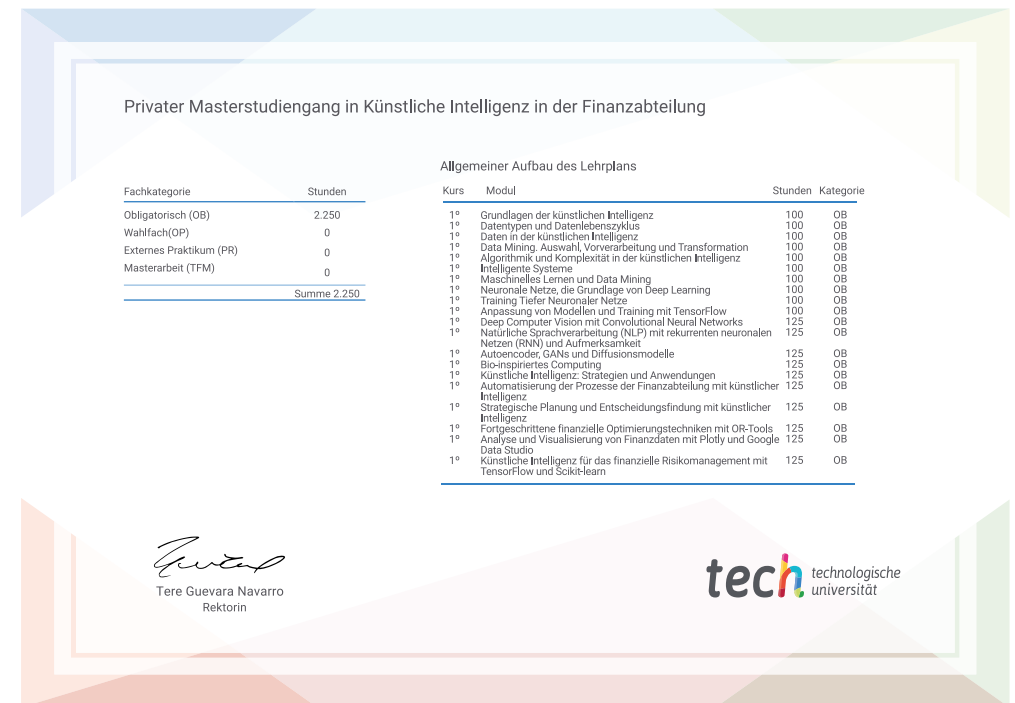 Privater Masterstudiengang in Künstliche Intelligenz in der Finanzabteilung
Fachkategorie Stunden
Obligatorisch (OB) 2.250
Wahlfach(OP) 0
Externes Praktikum (PR) 0
Masterarbeit (TFM) 0
Summe 2.250
Allgemeiner Aufbau des Lehrplans
Kurs Modul Stunden Kategorie
1º Grundlagen der künstlichen Intelligenz 100 OB
1º Datentypen und Datenlebenszyklus 100 OB
1º Daten in der künstlichen Intelligenz 100 OB
1º Data Mining. Auswahl, Vorverarbeitung und Transformation 100 OB
1º Algorithmik und Komplexität in der künstlichen Intelligenz 100 OB
1º Intelligente Systeme 100 OB
1º Maschinelles Lernen und Data Mining 100 OB
1º Neuronale Netze, die Grundlage von Deep Learning 100 OB
1º Training Tiefer Neuronaler Netze 100 OB
1º Anpassung von Modellen und Training mit TensorFlow 100 OB
1º Deep Computer Vision mit Convolutional Neural Networks 125 OB
1º Natürliche Sprachverarbeitung (NLP) mit rekurrenten neuronalen 125 OB
Netzen (RNN) und Aufmerksamkeit
1º Autoencoder, GANs und Diffusionsmodelle 125 OB
1º Bio-inspiriertes Computing 125 OB
1º Künstliche Intelligenz: Strategien und Anwendungen 125 OB
1º Automatisierung der Prozesse der Finanzabteilung mit künstlicher 125 OB
Intelligenz
1º Strategische Planung und Entscheidungsfindung mit künstlicher 125 OB
Intelligenz
1º Fortgeschrittene finanzielle Optimierungstechniken mit OR-Tools 125 OB
1º Analyse und Visualisierung von Finanzdaten mit Plotly und Google 125 OB
Data Studio
1º Künstliche Intelligenz für das finanzielle Risikomanagement mit 125 OB
TensorFlow und Scikit-learn
Tere Guevara Navarro
Rektorin
tech technologische
universität